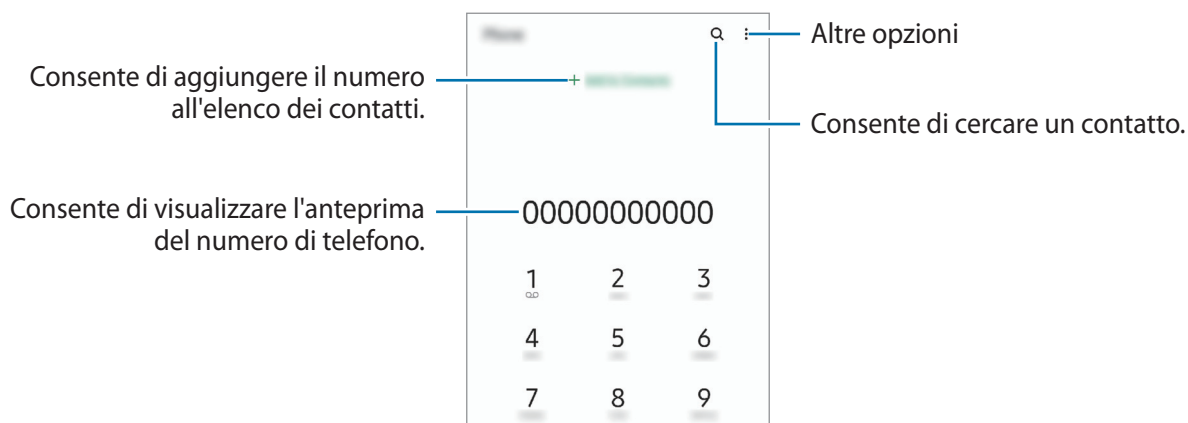 Altre opzioni
Consente di aggiungere il numero
all'elenco dei contatti.
Consente di cercare un contatto.
Consente di visualizzare l'anteprima
del numero di telefono.
00000000000
1 2 3
4 5 6
7 8 9